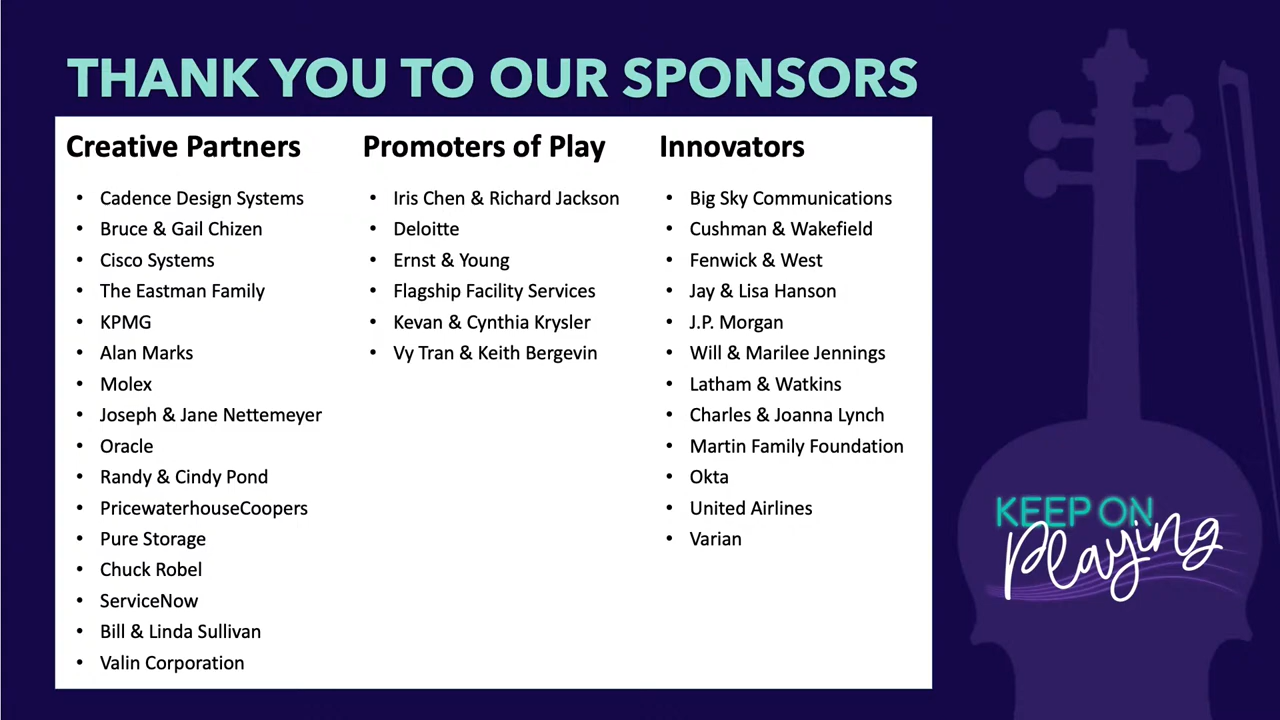 THANK YOU TO OUR SPONSORS
Creative Partners
• Cadence Design Systems
• Bruce & Gail Chizen
• Cisco Systems
• The Eastman Family
• KPMG
• Alan Marks
• Molex
• Joseph & Jane Nettemeyer
• Oracle
• Randy & Cindy Pond
• PricewaterhouseCoopers
• Pure Storage
• Chuck Robel
• ServiceNow
• Bill & Linda Sullivan
• Valin Corporation
Promoters of Play
• Iris Chen & Richard Jackson
• Deloitte
• Ernst & Young
• Flagship Facility Services
• Kevan & Cynthia Krysler
• Vy Tran & Keith Bergevin
Innovators
• Big Sky Communications
• Cushman & Wakefield
• Fenwick & West
• Jay & Lisa Hanson
• J.P. Morgan
• Will & Marilee Jennings
• Latham & Watkins
• Charles & Joanna Lynch
• Martin Family Foundation
• Okta
• United Airlines
• Varian
KEEP ON
Playing